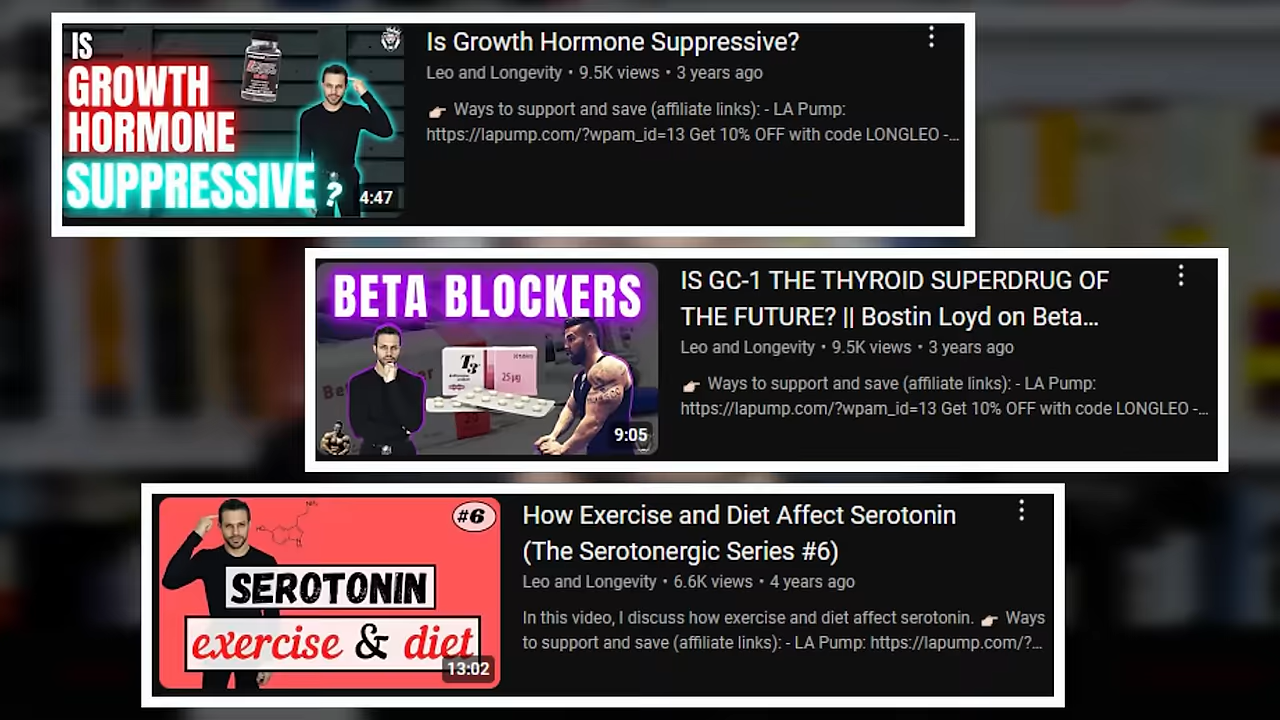 IS
GROWTH
HORMONE
SUPPRESSIVE ?
4:47
Is Growth Hormone Suppressive?
Leo and Longevity • 9.5K views • 3 years ago
👉🏻 Ways to support and save (affiliate links): - LA Pump:
https://lapump.com/?wpam_id=13 Get 10% OFF with code LONGLEO -...
BETA BLOCKERS
T3
25µg
9:05
IS GC-1 THE THYROID SUPERDRUG OF
THE FUTURE? || Bostin Loyd on Beta...
Leo and Longevity • 9.5K views • 3 years ago
👉🏻 Ways to support and save (affiliate links): - LA Pump:
https://lapump.com/?wpam_id=13 Get 10% OFF with code LONGLEO -...
#6
SEROTONIN
exercise & diet
13:02
How Exercise and Diet Affect Serotonin
(The Serotonergic Series #6)
Leo and Longevity • 6.6K views • 4 years ago
In this video, I discuss how exercise and diet affect serotonin. 👉🏻 Ways
to support and save (affiliate links): - LA Pump: https://lapump.com/?...